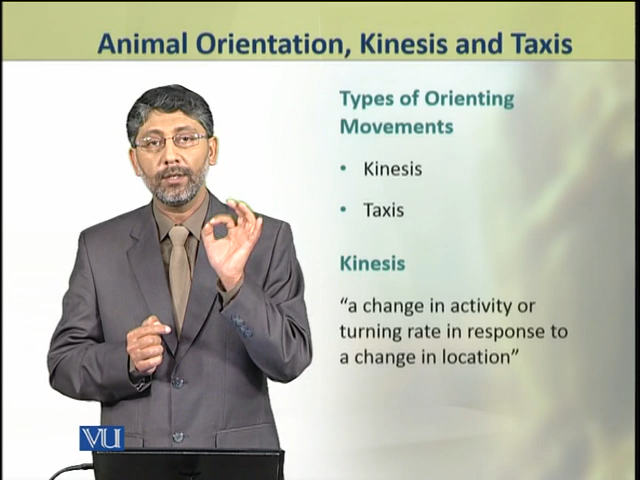 Animal Orientation, Kinesis and Taxis
Types of Orienting
Movements
• Kinesis
• Taxis
Kinesis
“a change in activity or
turning rate in response to
a change in location”
VU